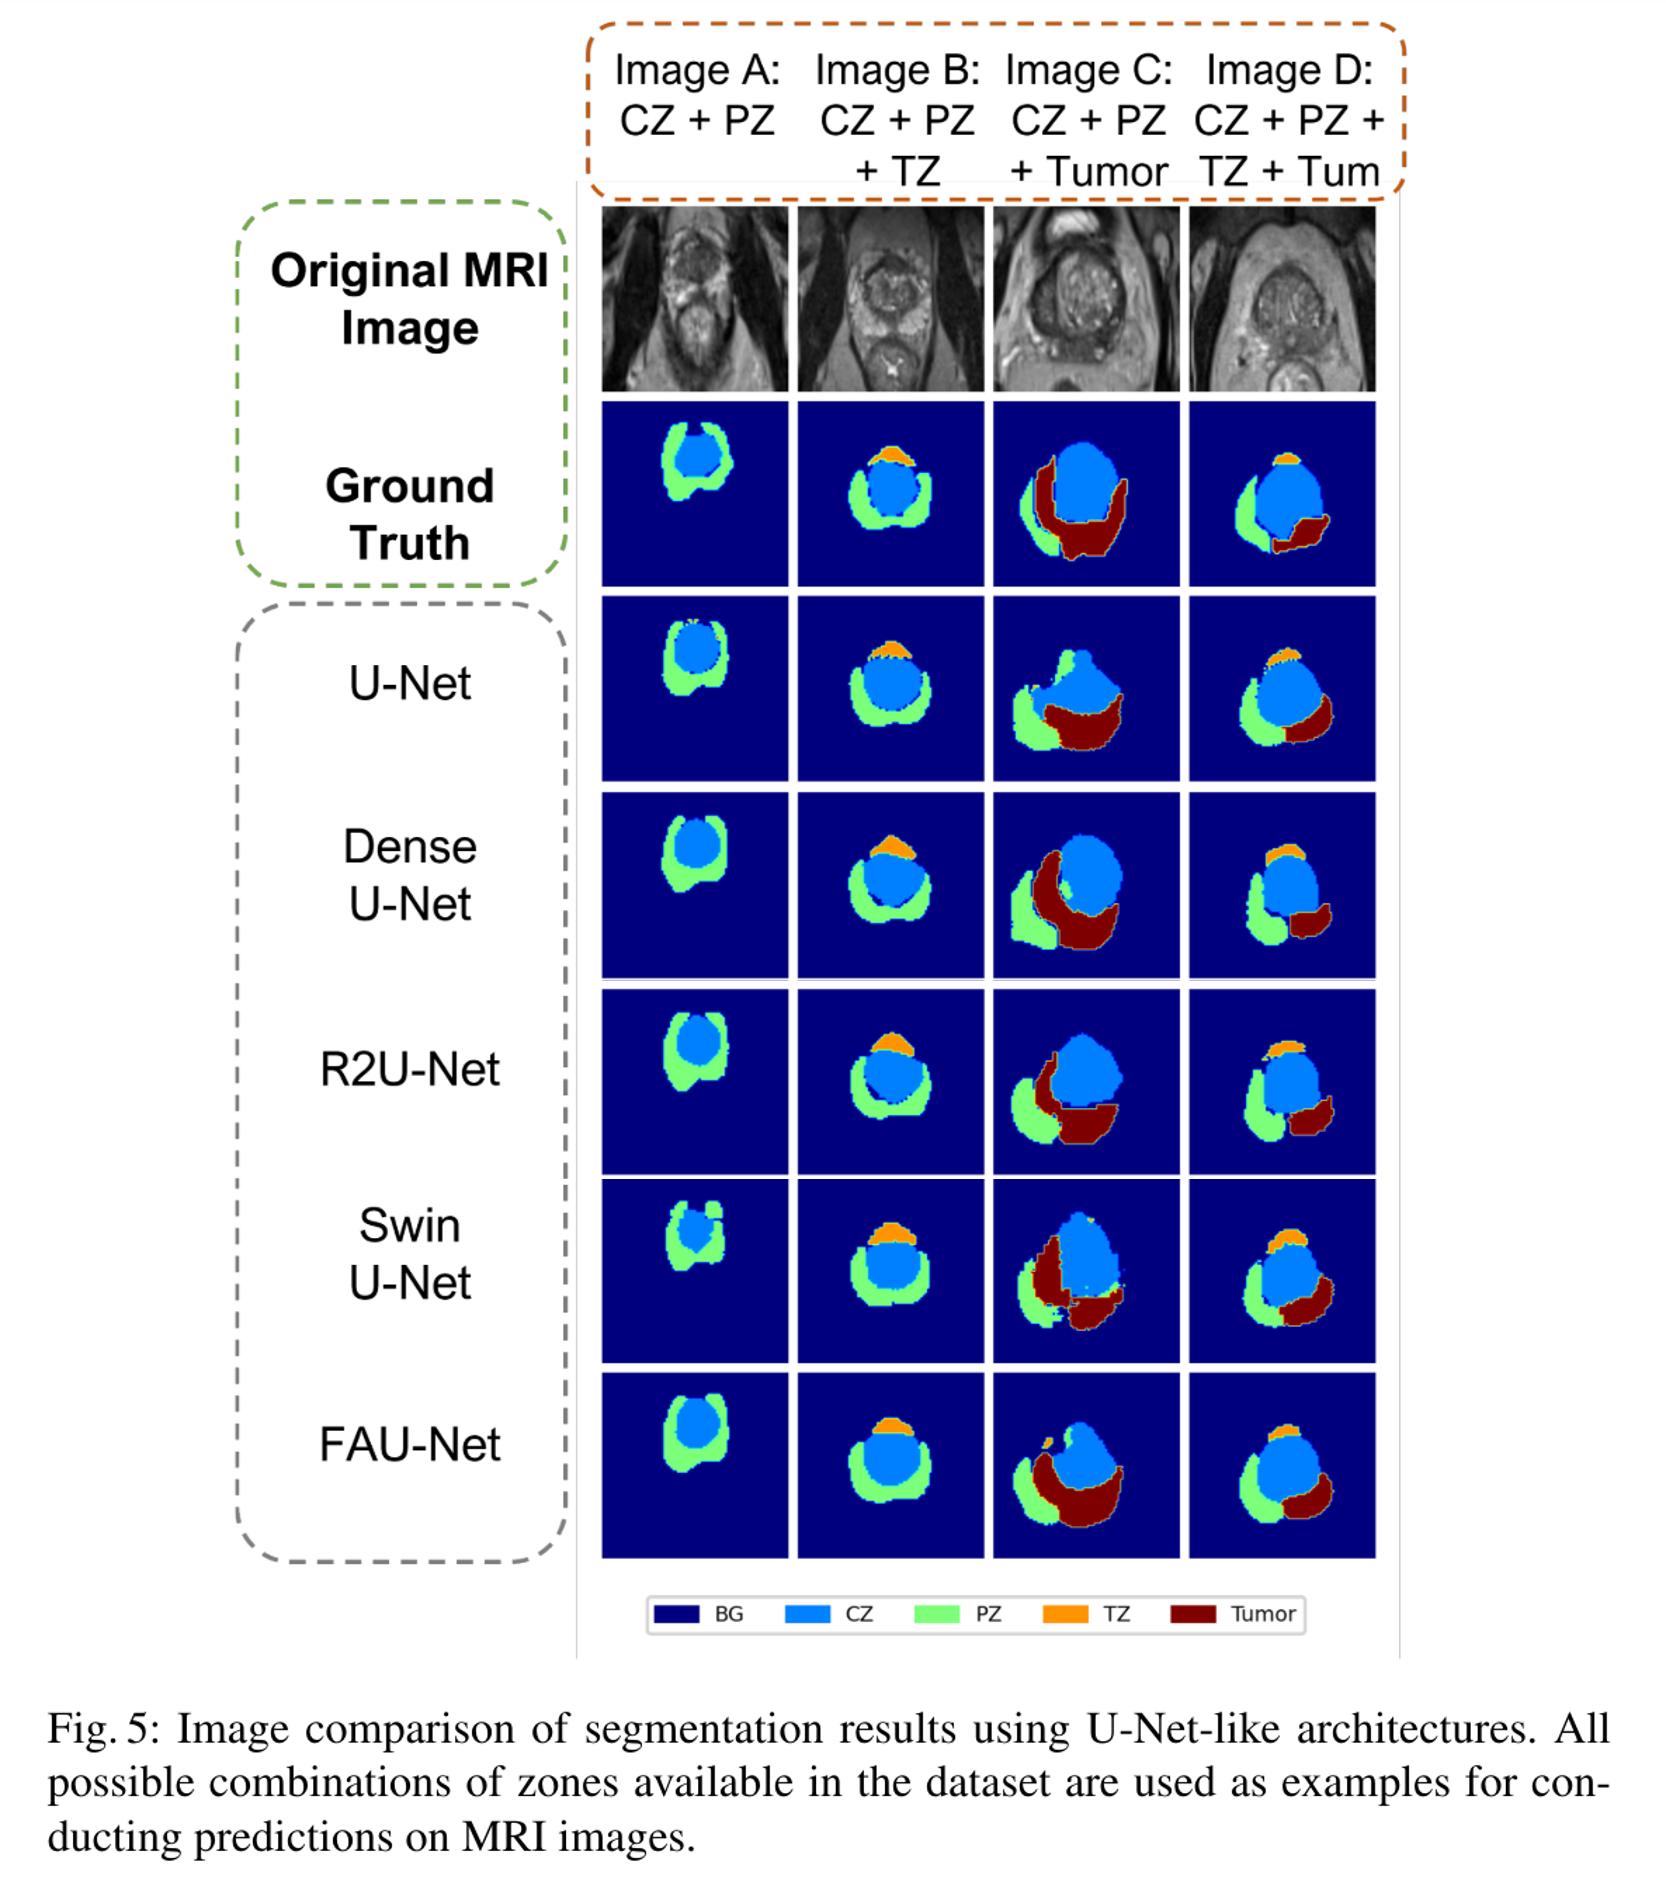 Image A:
CZ + PZ
Image B:
CZ + PZ
+ TZ
Image C:
CZ + PZ
+ Tumor
Image D:
CZ + PZ +
TZ + Tum
Original MRI
Image
Ground
Truth
U-Net
Dense
U-Net
R2U-Net
Swin
U-Net
FAU-Net
BG CZ PZ TZ Tumor
Fig. 5: Image comparison of segmentation results using U-Net-like architectures. All
possible combinations of zones available in the dataset are used as examples for con-
ducting predictions on MRI images.